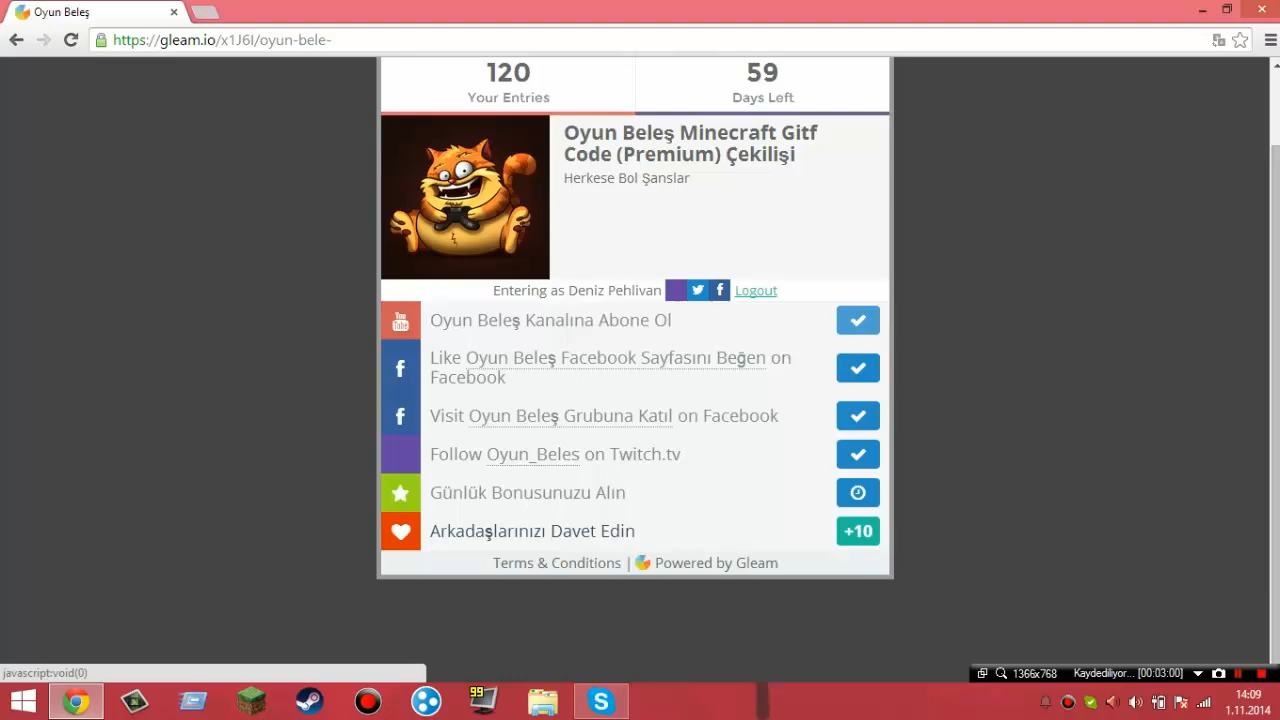 Oyun Beleş
https://gleam.io/x1J6I/oyun-bele-
120
Your Entries
59
Days Left
Oyun Beleş Minecraft Gitf
Code (Premium) Çekilişi
Herkese Bol Şanslar
Entering as Deniz Pehlivan
Logout
You Tube
Oyun Beleş Kanalına Abone Ol
Like Oyun Beleş Facebook Sayfasını Beğen on
Facebook
Visit Oyun Beleş Grubuna Katıl on Facebook
Follow Oyun_Beles on Twitch.tv
Günlük Bonusunuzu Alın
Arkadaşlarınızı Davet Edin
+10
Terms & Conditions | Powered by Gleam
javascript:void(0)
1366x768 Kaydediliyor... [00:03:00]
99
14:09
1.11.2014